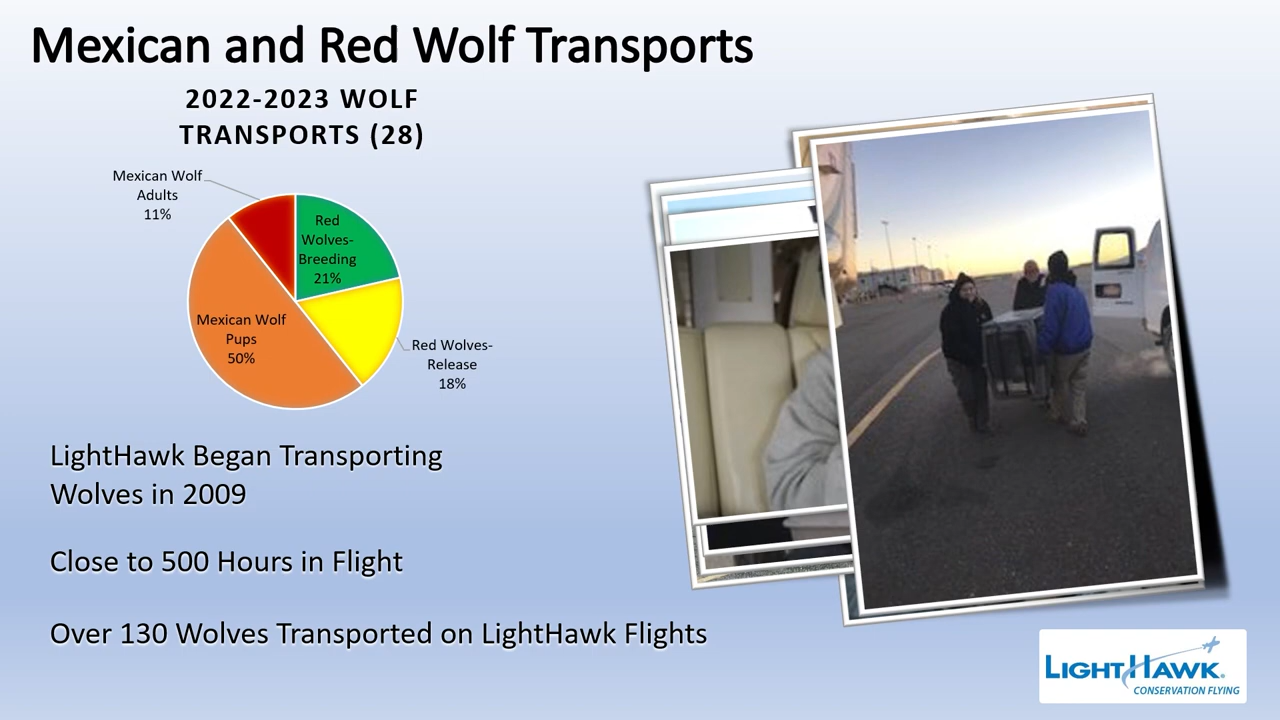 Mexican and Red Wolf Transports
2022-2023 WOLF
TRANSPORTS (28)
Mexican Wolf
Adults
11%
Red
Wolves-
Breeding
21%
Mexican Wolf
Pups
50%
Red Wolves-
Release
18%
LightHawk Began Transporting
Wolves in 2009
Close to 500 Hours in Flight
Over 130 Wolves Transported on LightHawk Flights
LIGHTHAWK®
CONSERVATION FLYING